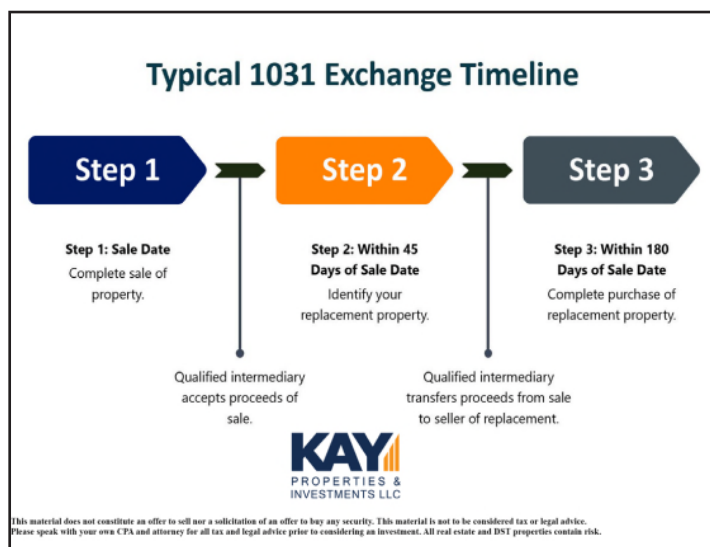 Typical 1031 Exchange Timeline
Step 1
Step 2
Step 3
Step 1: Sale Date
Complete sale of
property.
Step 2: Within 45
Days of Sale Date
Identify your
replacement property.
Step 3: Within 180
Days of Sale Date
Complete purchase of
replacement property.
Qualified intermediary
accepts proceeds of
sale.
Qualified intermediary
transfers proceeds from sale
to seller of replacement.
KAY
PROPERTIES &
INVESTMENTS LLC
This material does not constitute an offer to sell nor a solicitation of an offer to buy any security. This material is not to be considered tax or legal advice.
Please speak with your own CPA and attorney for all tax and legal advice prior to considering an investment. All real estate and DST properties contain risk.